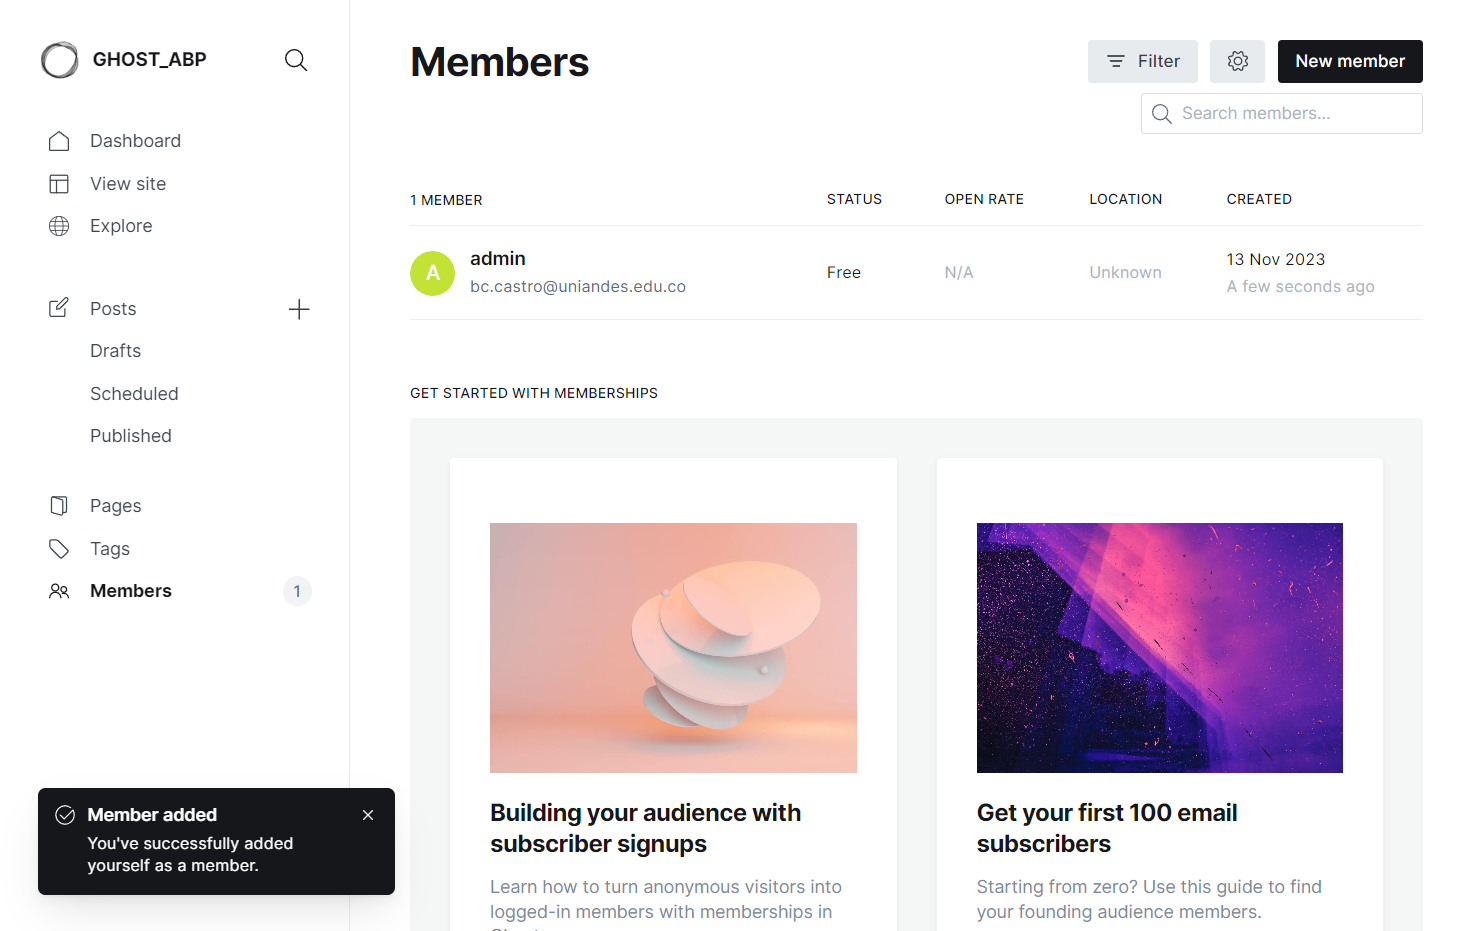 GHOST_ABP
Dashboard
View site
Explore
Posts
Drafts
Scheduled
Published
Pages
Tags
Members
1
Members
Filter
New member
Search members...
1 MEMBER STATUS OPEN RATE LOCATION CREATED
A
admin
bc.castro@uniandes.edu.co
Free
N/A
Unknown
13 Nov 2023
A few seconds ago
GET STARTED WITH MEMBERSHIPS
Building your audience with
subscriber signups
Learn how to turn anonymous visitors into
logged-in members with memberships in
Get your first 100 email
subscribers
Starting from zero? Use this guide to find
your founding audience members.
Member added
You've successfully added
yourself as a member.